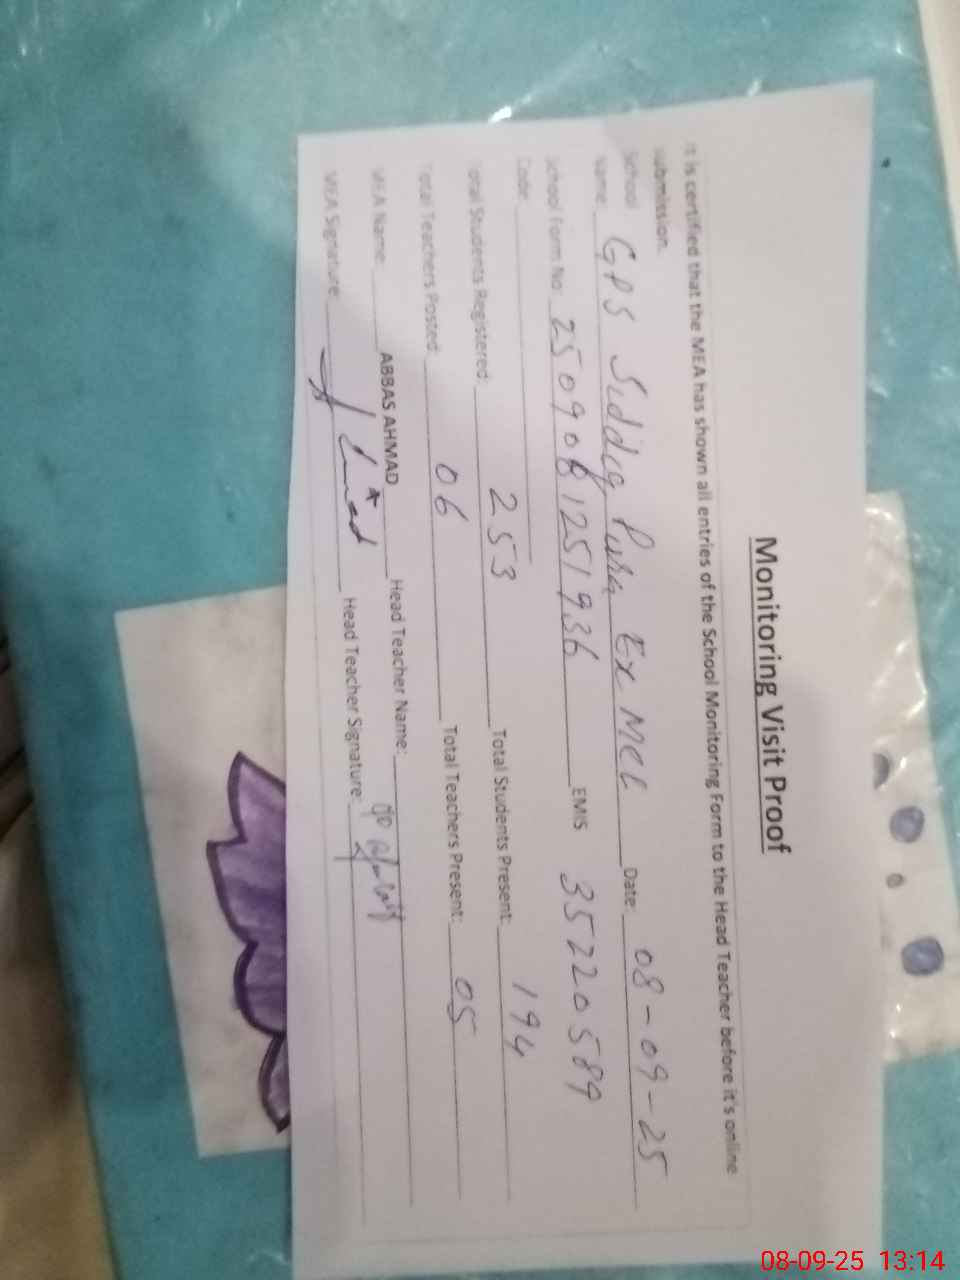 Monitoring Visit Proof
It is certified that the MEA has shown all entries of the School Monitoring Form to the Head Teacher before it's online
submission.
School
Name GPS Siddiq Pura Ex MCL Date: 08-09-25
School Form No: 2509081251936 EMIS 35220589
Code:
Total Students Registered: 253 Total Students Present: 194
Total Teachers Posted: 06 Total Teachers Present: 05
MEA Name: ABBAS AHMAD Head Teacher Name:
MEA Signature: Head Teacher Signature:
08-09-25 13:14